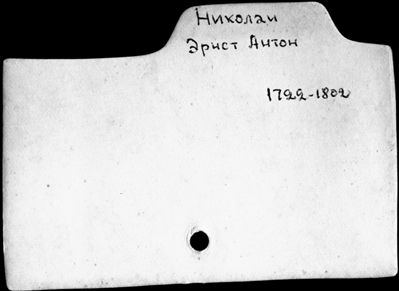 Николаи
Эрнст Антон
1722-1802